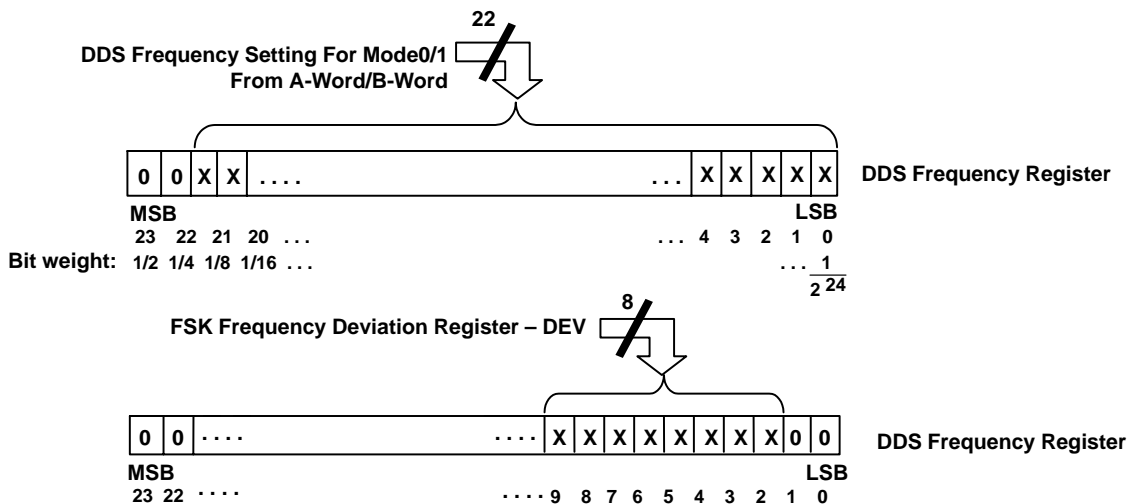 22
DDS Frequency Setting For Mode0/1
From A-Word/B-Word
0 0 X X .... ... X X X X X DDS Frequency Register
MSB LSB
23 22 21 20 ... ... 4 3 2 1 0
Bit weight: 1/2 1/4 1/8 1/16 ... ... 1
2 24
8
FSK Frequency Deviation Register – DEV
0 0 .... .... X X X X X X X X 0 0 DDS Frequency Register
MSB LSB
23 22 .... .... 9 8 7 6 5 4 3 2 1 0